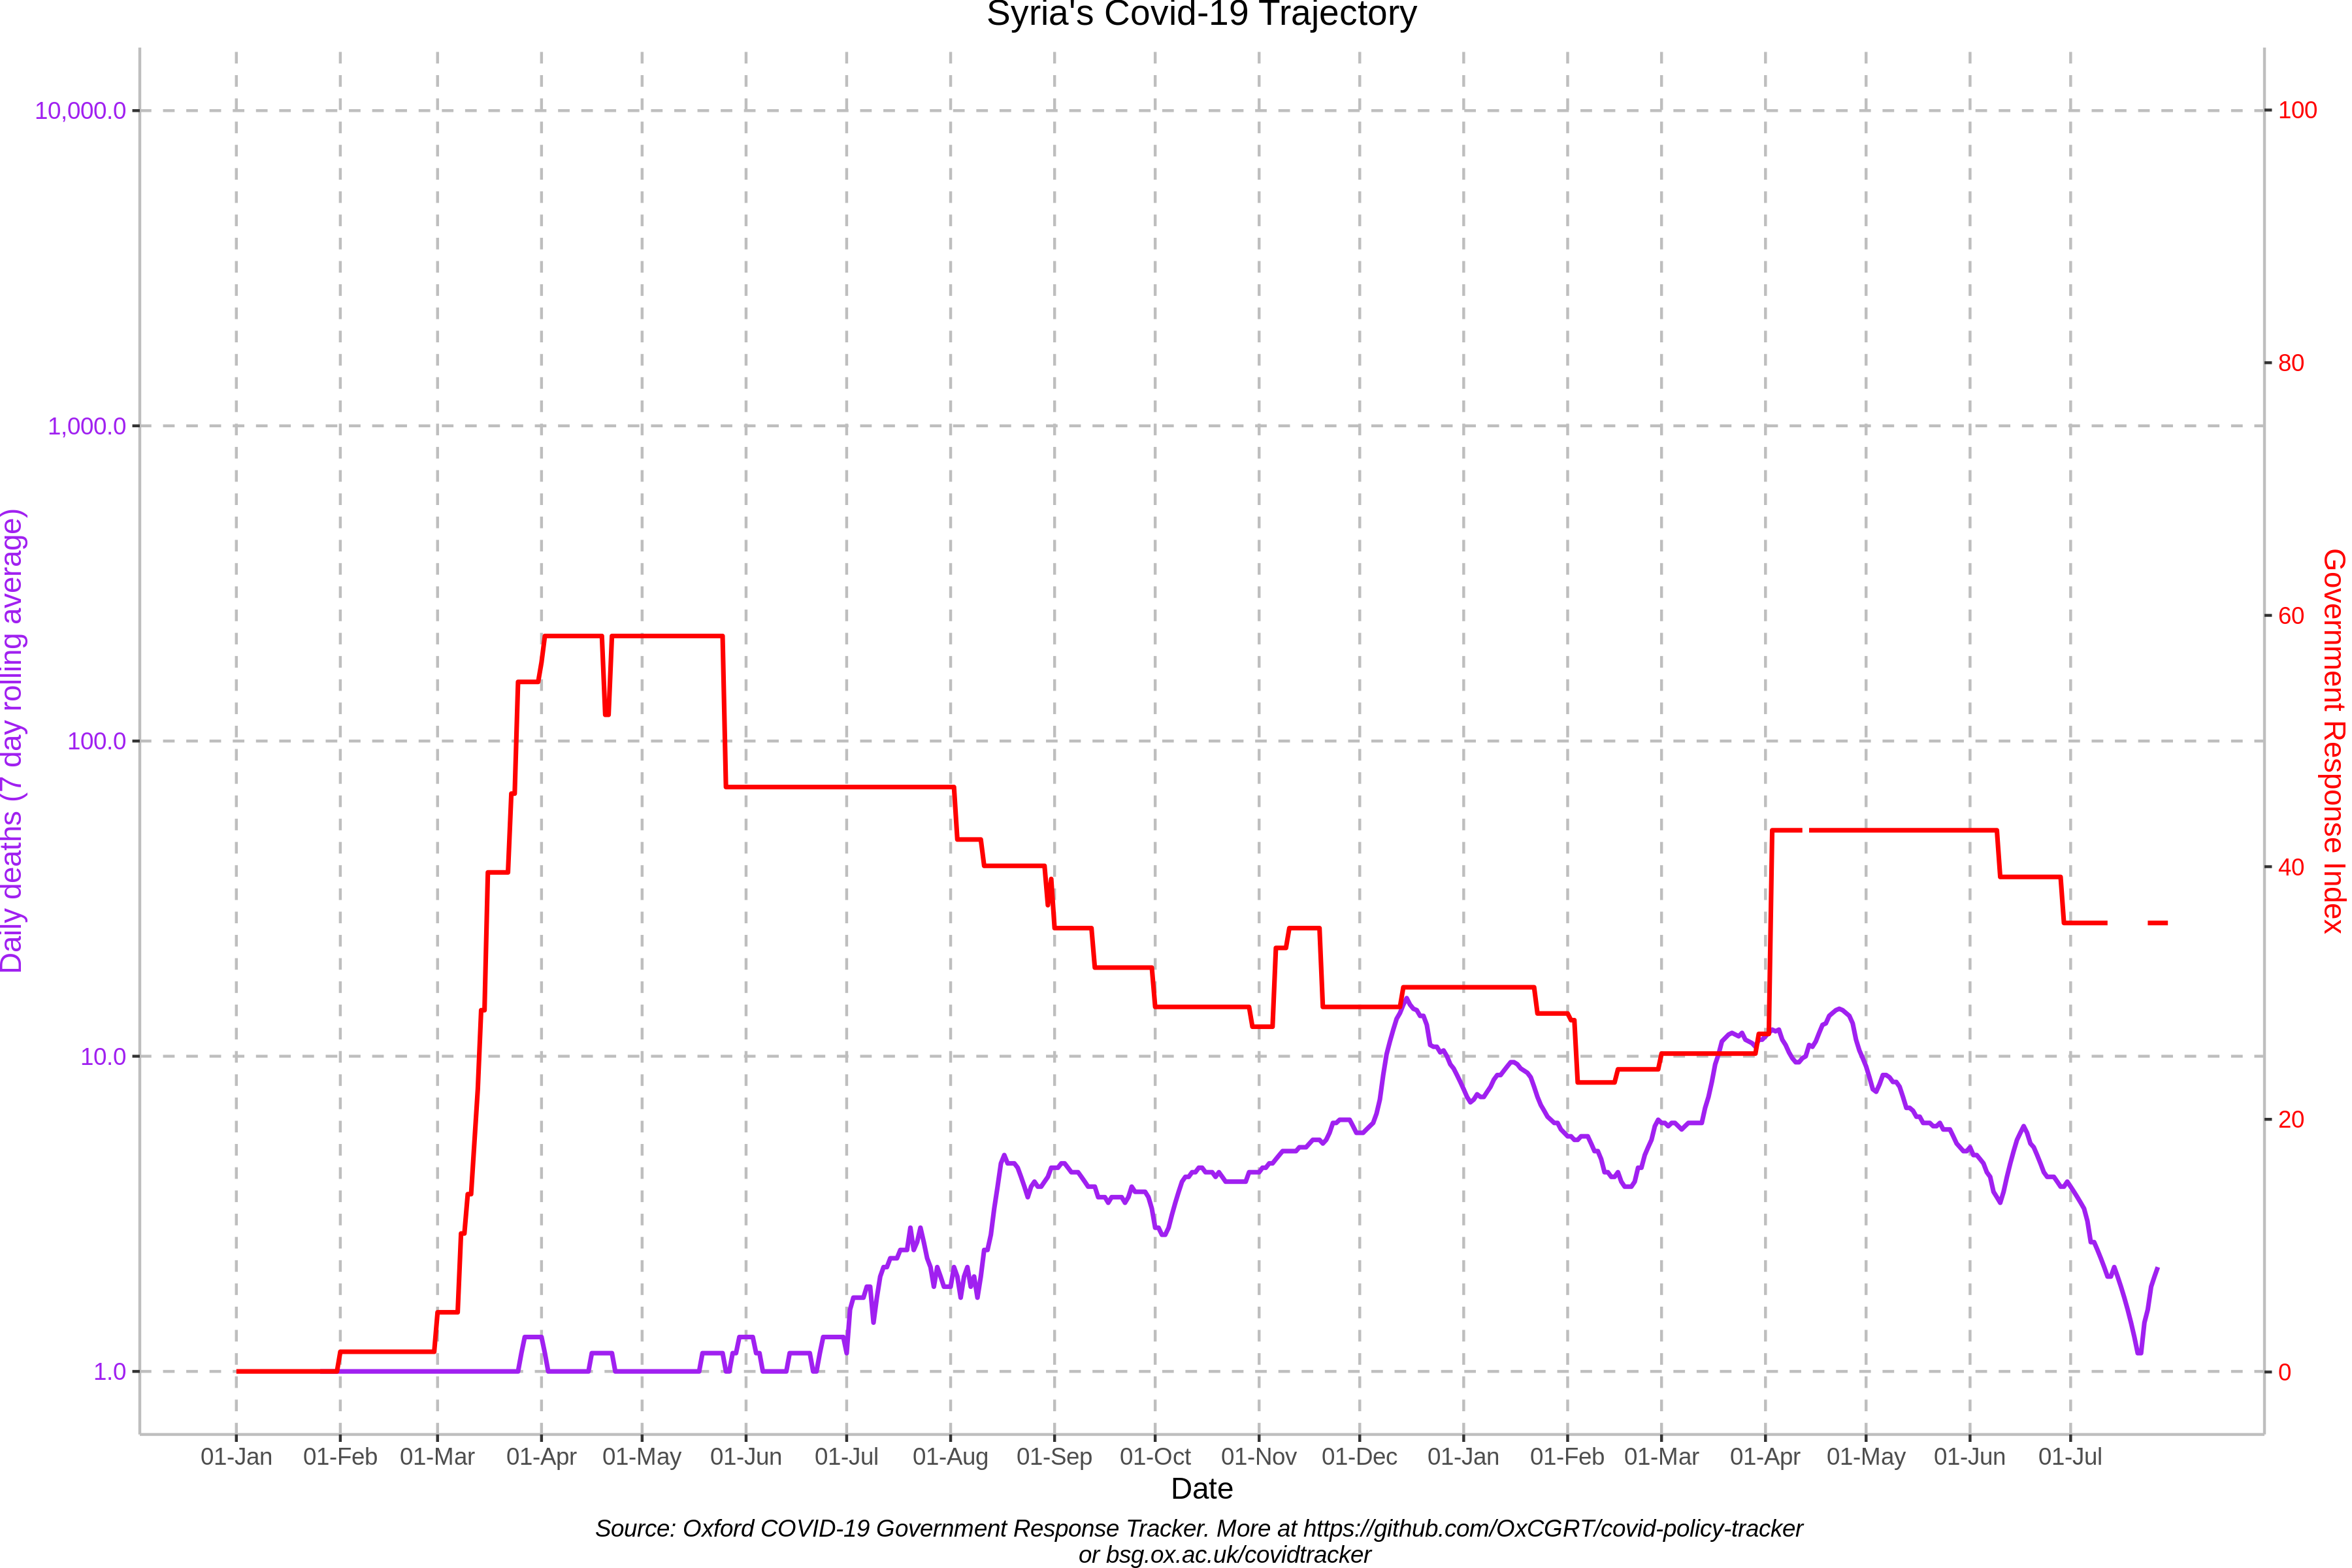 Syria's Covid-19 Trajectory
10,000.0
1,000.0
100.0
10.0
1.0
Daily deaths (7 day rolling average)
100
80
60
40
20
0
Government Response Index
01-Jan 01-Feb 01-Mar 01-Apr 01-May 01-Jun 01-Jul 01-Aug 01-Sep 01-Oct 01-Nov 01-Dec 01-Jan 01-Feb 01-Mar 01-Apr 01-May 01-Jun 01-Jul
Date
Source: Oxford COVID-19 Government Response Tracker. More at https://github.com/OxCGRT/covid-policy-tracker
or bsg.ox.ac.uk/covidtracker